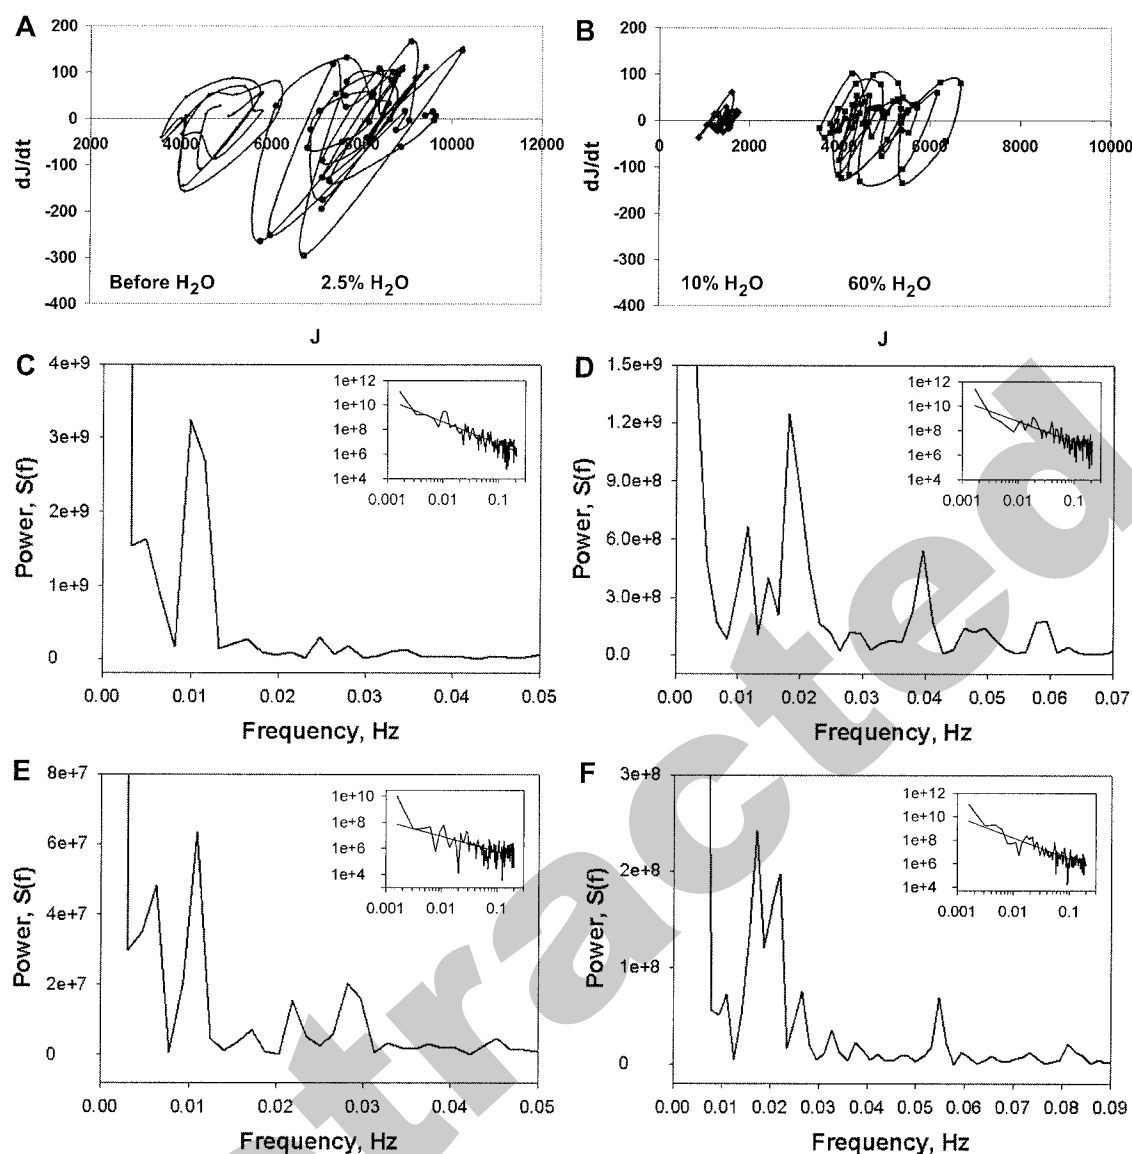 A
200
100
0
-100
-200
-300
-400
2000
4000
6000
8000
10000
12000
dJ/dt
Before H2O
2.5% H2O
J
B
200
100
0
-100
-200
-300
-400
0
2000
4000
6000
8000
10000
dJ/dt
10% H2O
60% H2O
J
C
4e+9
3e+9
2e+9
1e+9
0
Power, S(f)
0.00
0.01
0.02
0.03
0.04
0.05
Frequency, Hz
1e+12
1e+10
1e+8
1e+6
1e+4
0.001
0.01
0.1
D
1.5e+9
1.2e+9
9.0e+8
6.0e+8
3.0e+8
0.0
Power, S(f)
0.00
0.01
0.02
0.03
0.04
0.05
0.06
0.07
Frequency, Hz
1e+12
1e+10
1e+8
1e+6
1e+4
0.001
0.01
0.1
E
8e+7
6e+7
4e+7
2e+7
0
Power, S(f)
0.00
0.01
0.02
0.03
0.04
0.05
Frequency, Hz
1e+10
1e+8
1e+6
1e+4
0.001
0.01
0.1
F
3e+8
2e+8
1e+8
0
Power, S(f)
0.00
0.01
0.02
0.03
0.04
0.05
0.06
0.07
0.08
0.09
Frequency, Hz
1e+12
1e+10
1e+8
1e+6
1e+4
0.001
0.01
0.1
tracted